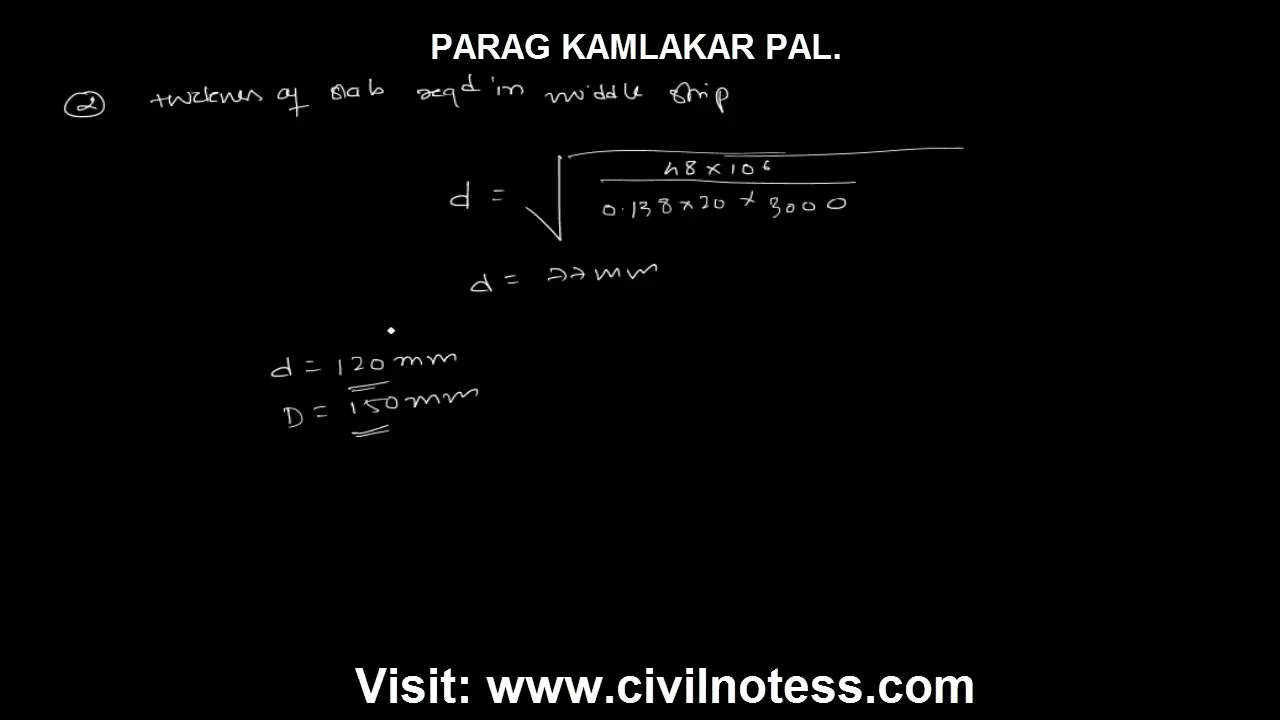 PARAG KAMLAKAR PAL.
② thickness of slab reqd in middle strip
48 × 10⁶
d = √
0.138 × 20 × 3000
d = 77 mm
d = 120 mm
D = 150 mm
Visit: www.civilnotess.com